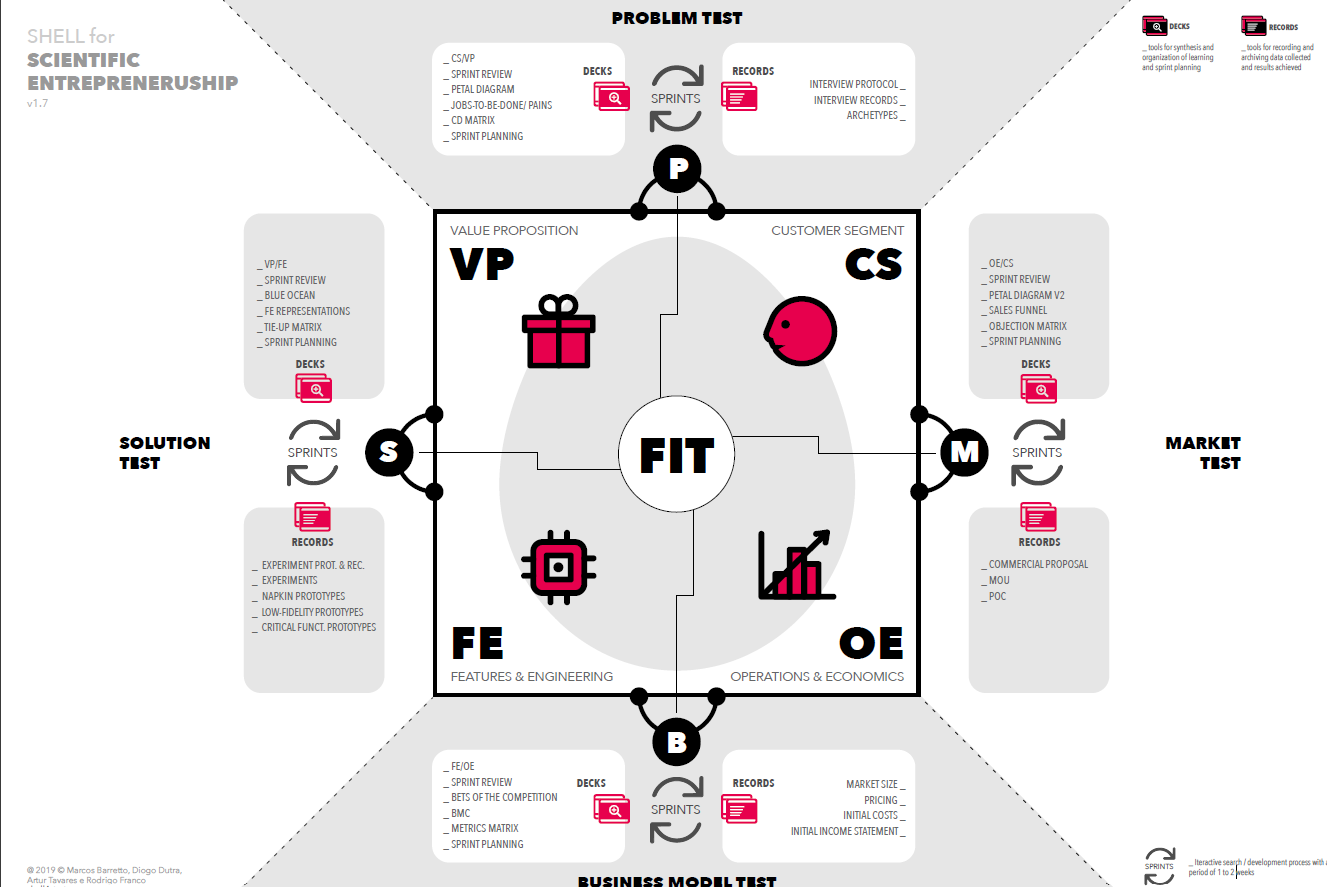 SHELL for
SCIENTIFIC
ENTREPRENERUSHIP
v1.7
PROBLEM TEST
DECKS
_ tools for synthesis and
organization of learning
and sprint planning
RECORDS
_ tools for recording and
archiving data collected
and results achieved
_ CS/VP
_ SPRINT REVIEW
_ PETAL DIAGRAM
_ JOBS-TO-BE-DONE/ PAINS
_ CD MATRIX
_ SPRINT PLANNING
DECKS
SPRINTS
RECORDS
INTERVIEW PROTOCOL _
INTERVIEW RECORDS _
ARCHETYPES _
P
VALUE PROPOSITION
VP
CUSTOMER SEGMENT
CS
_ VP/FE
_ SPRINT REVIEW
_ BLUE OCEAN
_ FE REPRESENTATIONS
_ TIE-UP MATRIX
_ SPRINT PLANNING
DECKS
_ OE/CS
_ SPRINT REVIEW
_ PETAL DIAGRAM V2
_ SALES FUNNEL
_ OBJECTION MATRIX
_ SPRINT PLANNING
DECKS
SOLUTION
TEST
SPRINTS
S
FIT
M
SPRINTS
MARKET
TEST
RECORDS
_ EXPERIMENT PROT. & REC.
_ EXPERIMENTS
_ NAPKIN PROTOTYPES
_ LOW-FIDELITY PROTOTYPES
_ CRITICAL FUNCT. PROTOTYPES
RECORDS
_ COMMERCIAL PROPOSAL
_ MOU
_ POC
FE
FEATURES & ENGINEERING
OE
OPERATIONS & ECONOMICS
B
_ FE/OE
_ SPRINT REVIEW
_ BETS OF THE COMPETITION
_ BMC
_ METRICS MATRIX
_ SPRINT PLANNING
DECKS
SPRINTS
RECORDS
MARKET SIZE _
PRICING _
INITIAL COSTS _
INITIAL INCOME STATEMENT _
BUSINESS MODEL TEST
@ 2019 © Marcos Barretto, Diogo Dutra,
Artur Tavares e Rodrigo Franco
SPRINTS
_ Iteractive search / development process with a
period of 1 to 2 weeks